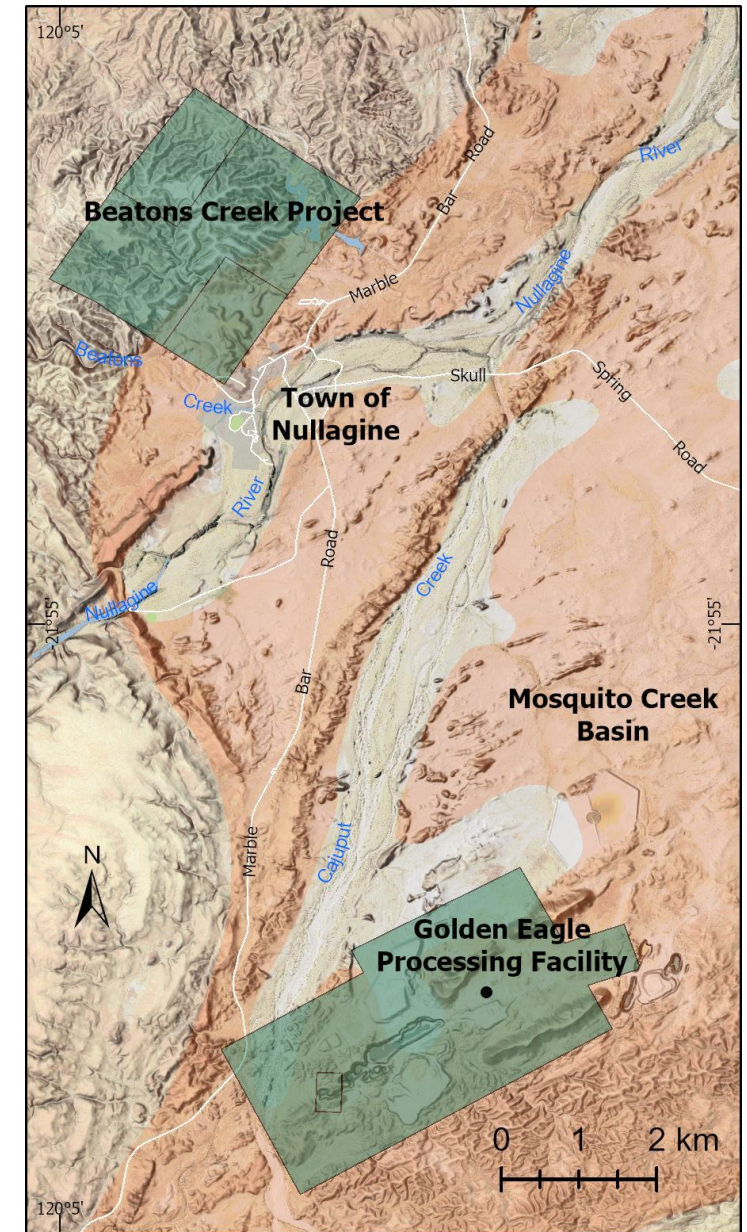 120°5'
Road
Bar
Marble
River
Nullagine
Beatons Creek Project
Beatons
Creek
Town of
Nullagine
Skull
Spring
Road
River
Road
Creek
Nullagine
-21°55'
-21°55'
Bar
Mosquito Creek
Basin
Marble
Cajuput
N
Golden Eagle
Processing Facility
0 1 2 km
120°5'